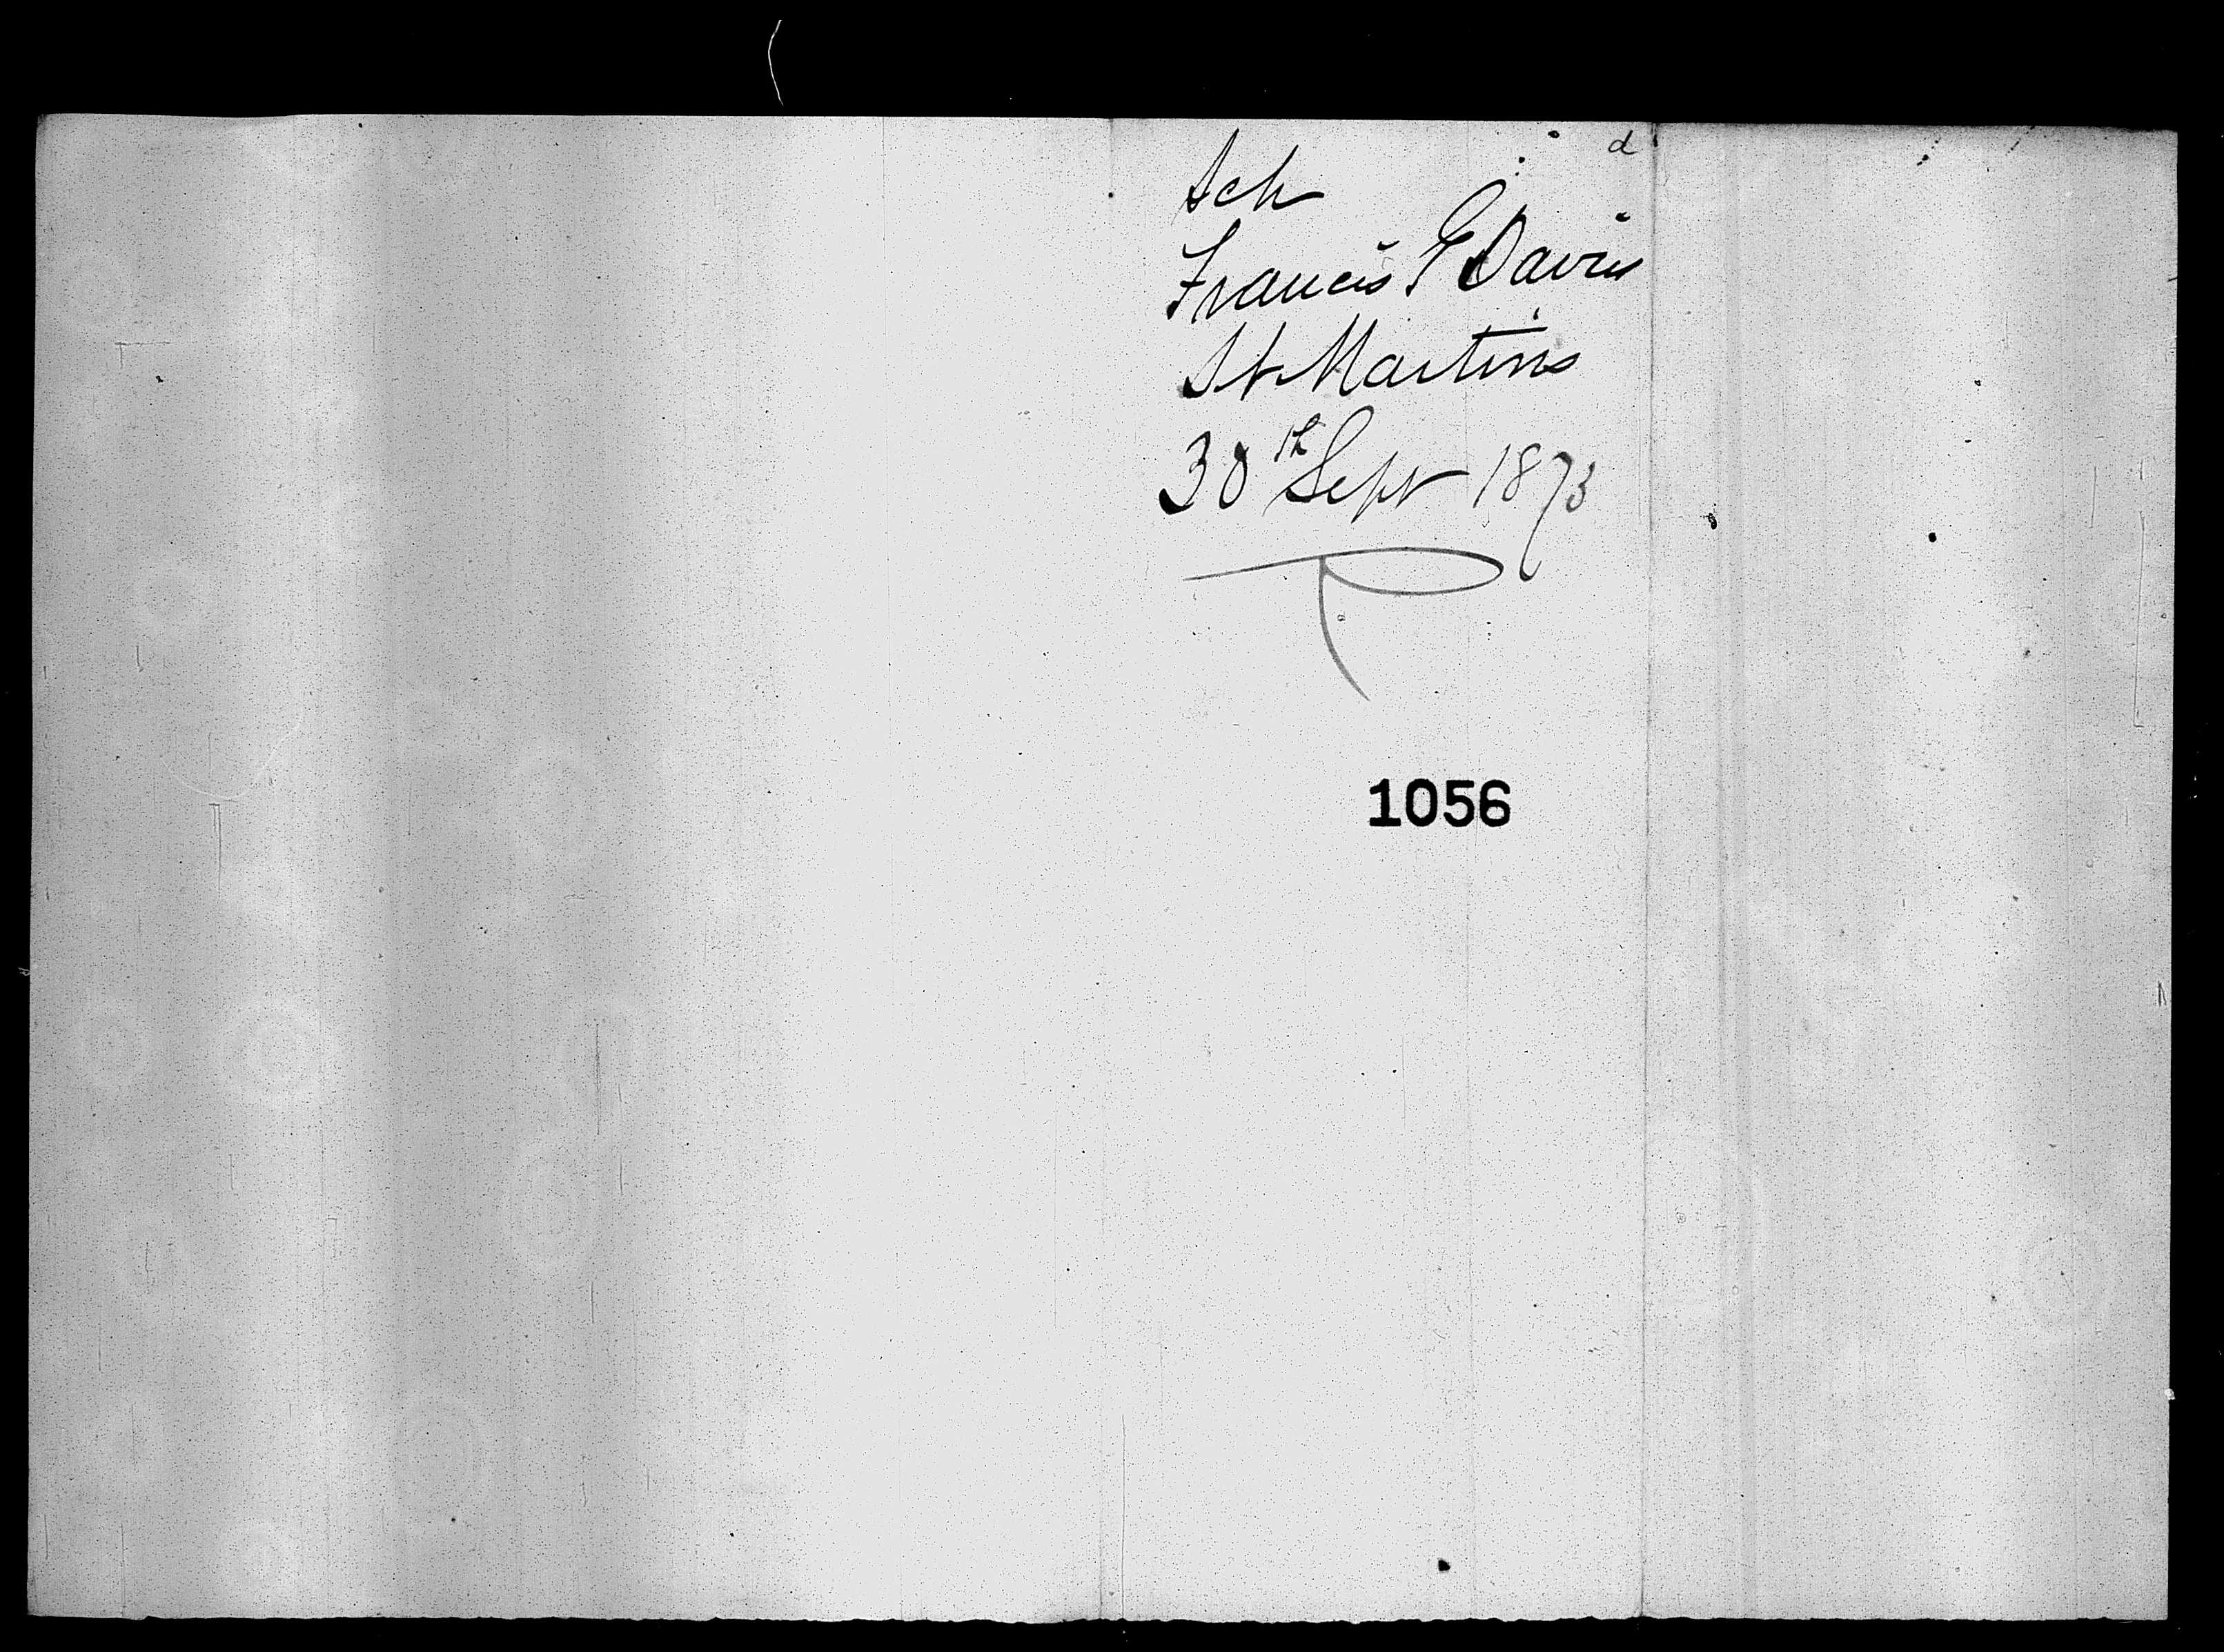 d
Sch
Francis G Davis
St Martins
30th Sept 1873
1056